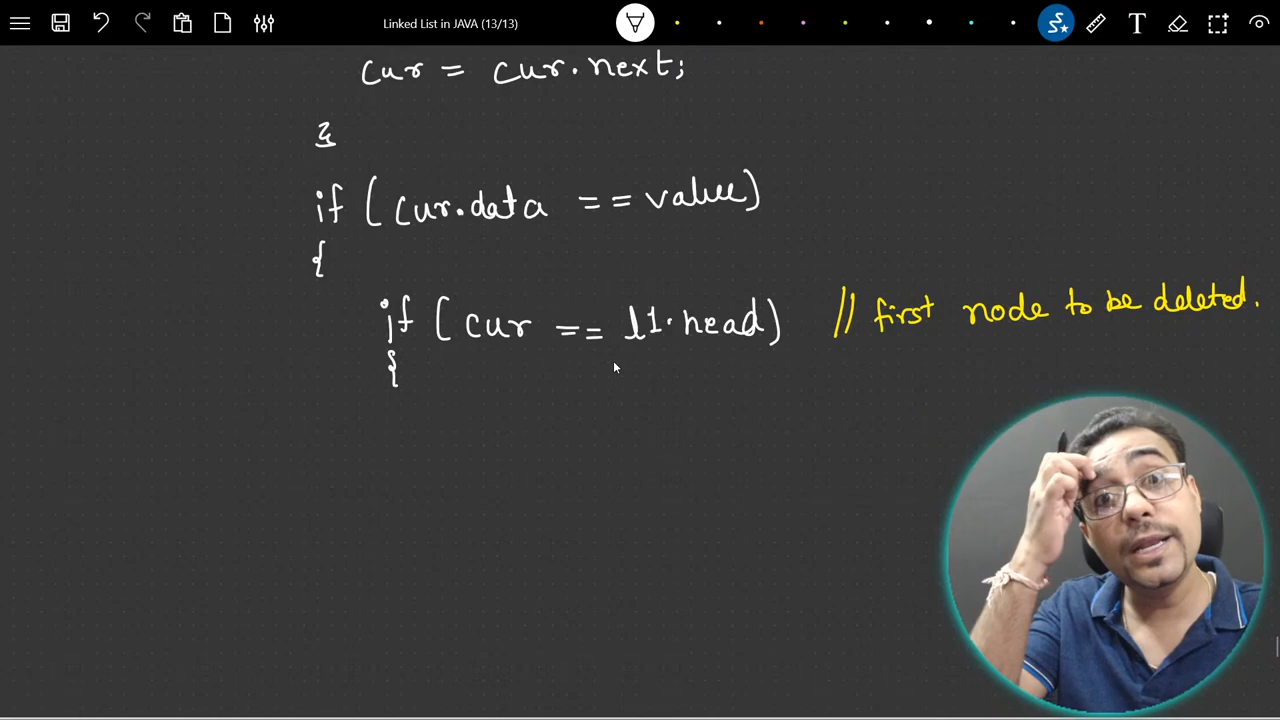 Linked List in JAVA (13/13)
T
cur = cur.next;
}
if (cur.data == value)
{
if (cur == l1.head) // first node to be deleted.
{